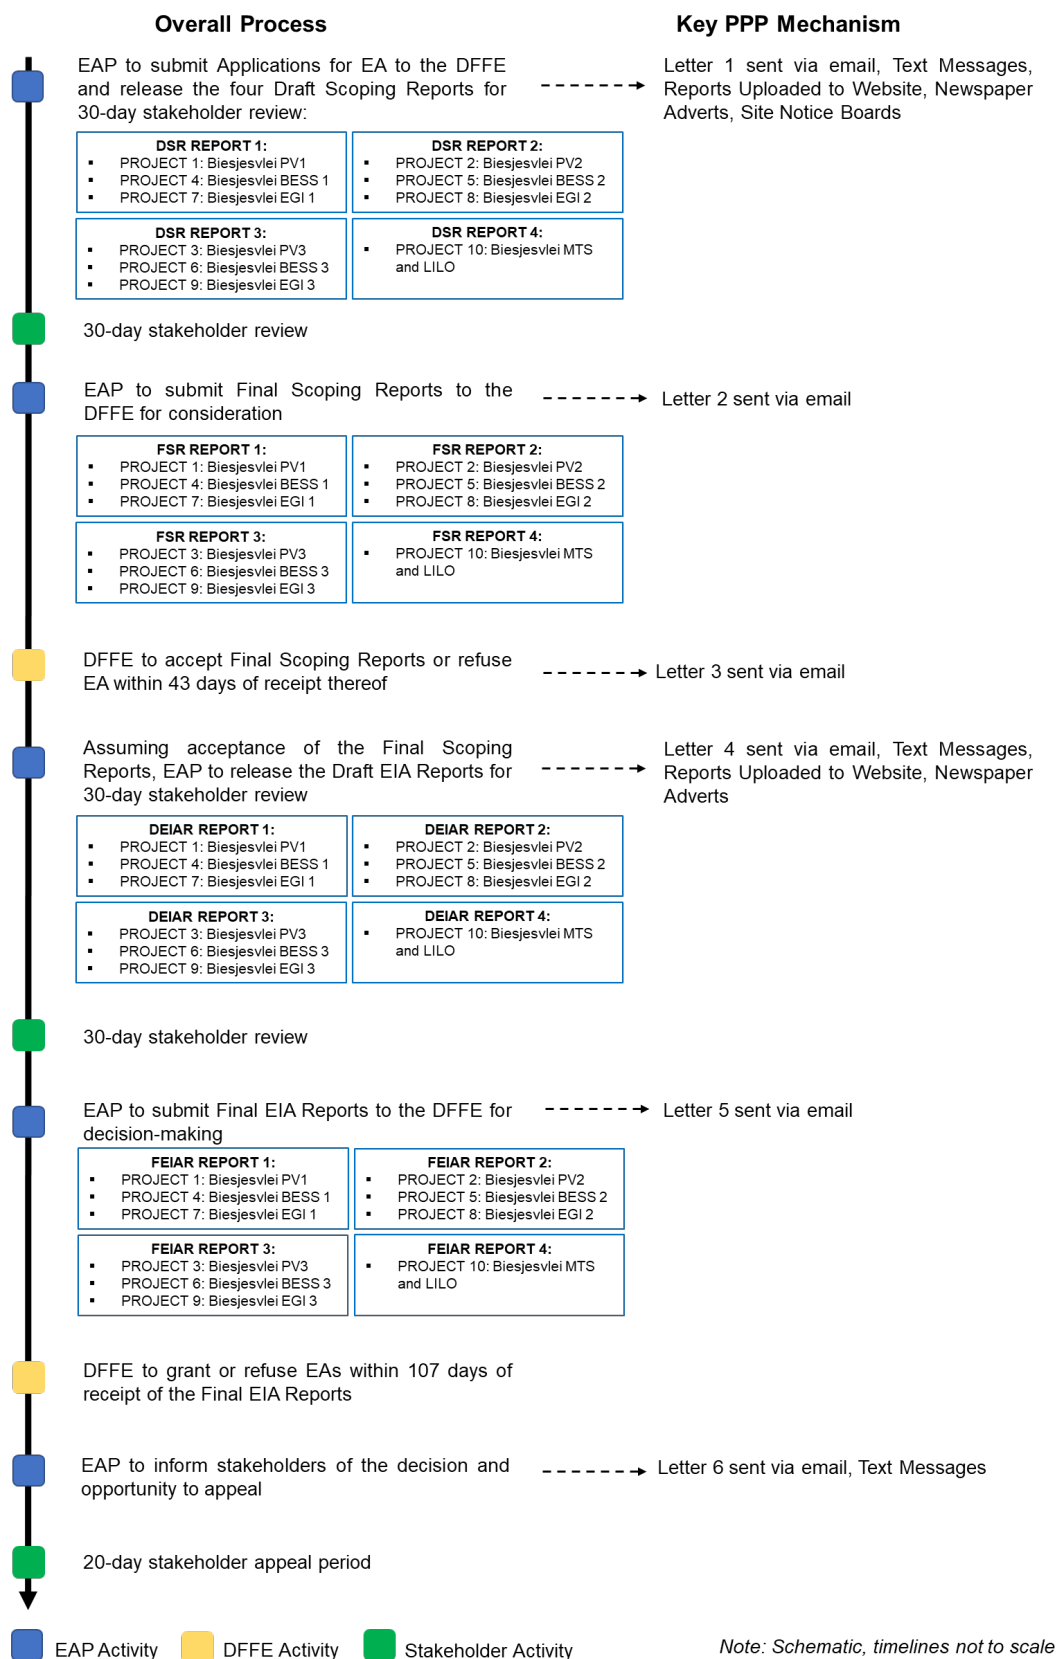 Overall Process
Key PPP Mechanism
EAP to submit Applications for EA to the DFFE
and release the four Draft Scoping Reports for
30-day stakeholder review:
Letter 1 sent via email, Text Messages,
Reports Uploaded to Website, Newspaper
Adverts, Site Notice Boards
DSR REPORT 1:
▪ PROJECT 1: Biesjesvlei PV1
▪ PROJECT 4: Biesjesvlei BESS 1
▪ PROJECT 7: Biesjesvlei EGI 1
DSR REPORT 2:
▪ PROJECT 2: Biesjesvlei PV2
▪ PROJECT 5: Biesjesvlei BESS 2
▪ PROJECT 8: Biesjesvlei EGI 2
DSR REPORT 3:
▪ PROJECT 3: Biesjesvlei PV3
▪ PROJECT 6: Biesjesvlei BESS 3
▪ PROJECT 9: Biesjesvlei EGI 3
DSR REPORT 4:
▪ PROJECT 10: Biesjesvlei MTS
and LILO
30-day stakeholder review
EAP to submit Final Scoping Reports to the
DFFE for consideration
Letter 2 sent via email
FSR REPORT 1:
▪ PROJECT 1: Biesjesvlei PV1
▪ PROJECT 4: Biesjesvlei BESS 1
▪ PROJECT 7: Biesjesvlei EGI 1
FSR REPORT 2:
▪ PROJECT 2: Biesjesvlei PV2
▪ PROJECT 5: Biesjesvlei BESS 2
▪ PROJECT 8: Biesjesvlei EGI 2
FSR REPORT 3:
▪ PROJECT 3: Biesjesvlei PV3
▪ PROJECT 6: Biesjesvlei BESS 3
▪ PROJECT 9: Biesjesvlei EGI 3
FSR REPORT 4:
▪ PROJECT 10: Biesjesvlei MTS
and LILO
DFFE to accept Final Scoping Reports or refuse
EA within 43 days of receipt thereof
Letter 3 sent via email
Assuming acceptance of the Final Scoping
Reports, EAP to release the Draft EIA Reports for
30-day stakeholder review
Letter 4 sent via email, Text Messages,
Reports Uploaded to Website, Newspaper
Adverts
DEIAR REPORT 1:
▪ PROJECT 1: Biesjesvlei PV1
▪ PROJECT 4: Biesjesvlei BESS 1
▪ PROJECT 7: Biesjesvlei EGI 1
DEIAR REPORT 2:
▪ PROJECT 2: Biesjesvlei PV2
▪ PROJECT 5: Biesjesvlei BESS 2
▪ PROJECT 8: Biesjesvlei EGI 2
DEIAR REPORT 3:
▪ PROJECT 3: Biesjesvlei PV3
▪ PROJECT 6: Biesjesvlei BESS 3
▪ PROJECT 9: Biesjesvlei EGI 3
DEIAR REPORT 4:
▪ PROJECT 10: Biesjesvlei MTS
and LILO
30-day stakeholder review
EAP to submit Final EIA Reports to the DFFE for
decision-making
Letter 5 sent via email
FEIAR REPORT 1:
▪ PROJECT 1: Biesjesvlei PV1
▪ PROJECT 4: Biesjesvlei BESS 1
▪ PROJECT 7: Biesjesvlei EGI 1
FEIAR REPORT 2:
▪ PROJECT 2: Biesjesvlei PV2
▪ PROJECT 5: Biesjesvlei BESS 2
▪ PROJECT 8: Biesjesvlei EGI 2
FEIAR REPORT 3:
▪ PROJECT 3: Biesjesvlei PV3
▪ PROJECT 6: Biesjesvlei BESS 3
▪ PROJECT 9: Biesjesvlei EGI 3
FEIAR REPORT 4:
▪ PROJECT 10: Biesjesvlei MTS
and LILO
DFFE to grant or refuse EAs within 107 days of
receipt of the Final EIA Reports
EAP to inform stakeholders of the decision and
opportunity to appeal
Letter 6 sent via email, Text Messages
20-day stakeholder appeal period
EAP Activity
DFFE Activity
Stakeholder Activity
Note: Schematic, timelines not to scale